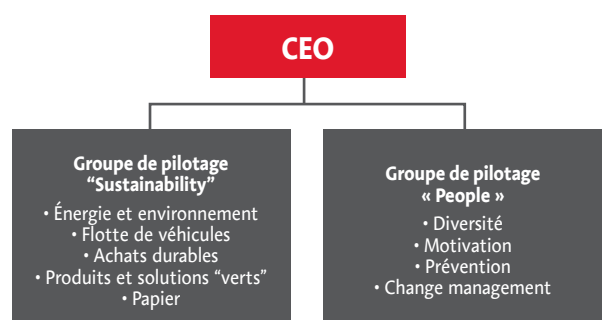 CEO
Groupe de pilotage
“Sustainability”
• Énergie et environnement
• Flotte de véhicules
• Achats durables
• Produits et solutions “verts”
• Papier
Groupe de pilotage
« People »
• Diversité
• Motivation
• Prévention
• Change management